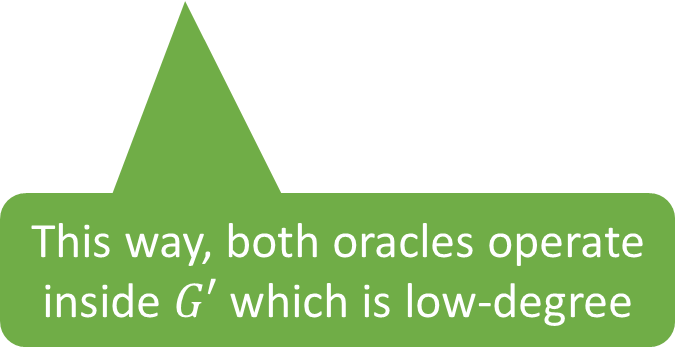 This way, both oracles operate
inside 𝐺′ which is low-degree